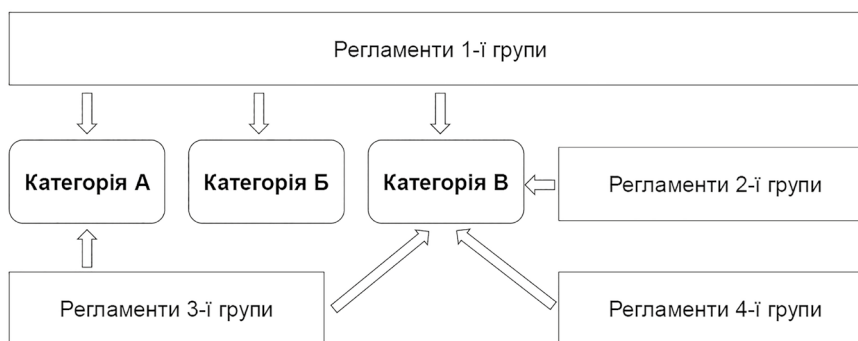 Регламенти 1-ї групи
Категорія А
Категорія Б
Категорія В
Регламенти 2-ї групи
Регламенти 3-ї групи
Регламенти 4-ї групи